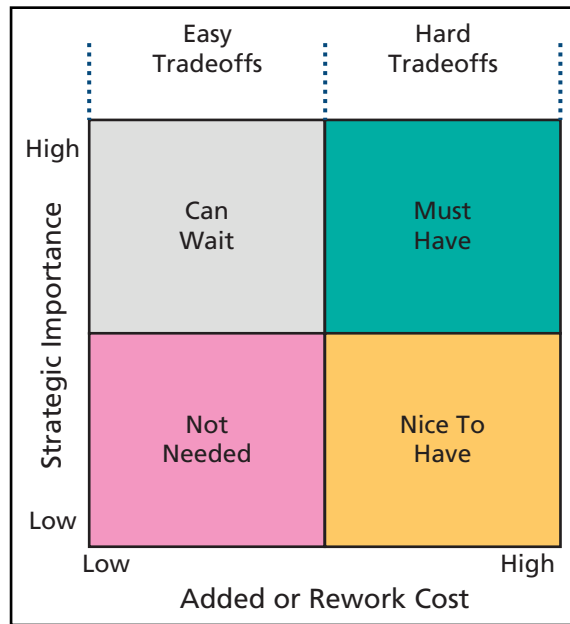 Easy
Tradeoffs
Hard
Tradeoffs
High
Strategic Importance
Low
Can
Wait
Must
Have
Not
Needed
Nice To
Have
Low
High
Added or Rework Cost